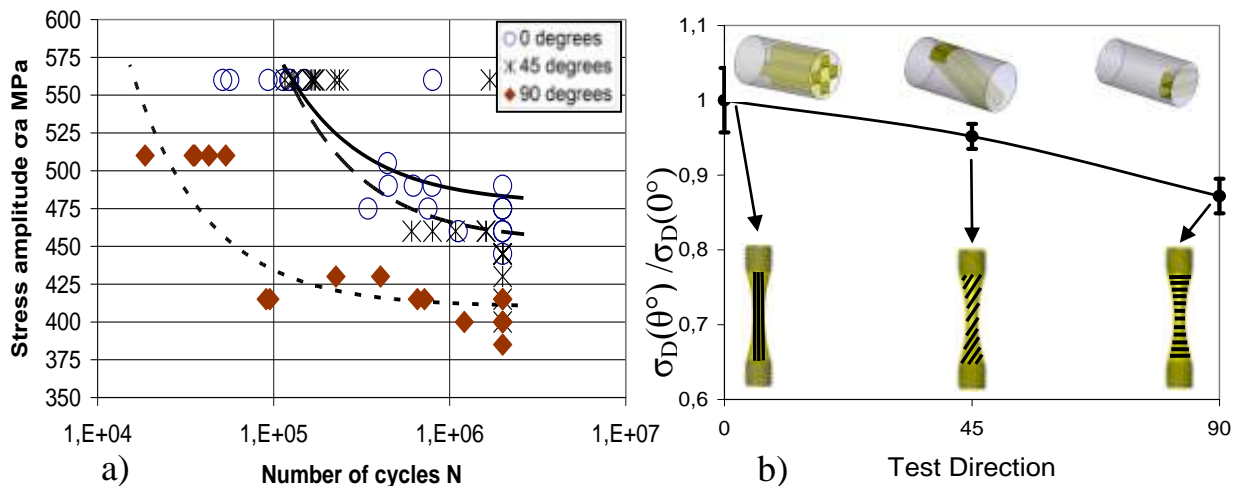 Stress amplitude σa MPa
600
575
550
525
500
475
450
425
400
375
350
0 degrees
45 degrees
90 degrees
1,E+04
1,E+05
1,E+06
1,E+07
a)
Number of cycles N
σD(θ°) /σD(0°)
1,1
1
0,9
0,8
0,7
0,6
0
45
90
b)
Test Direction